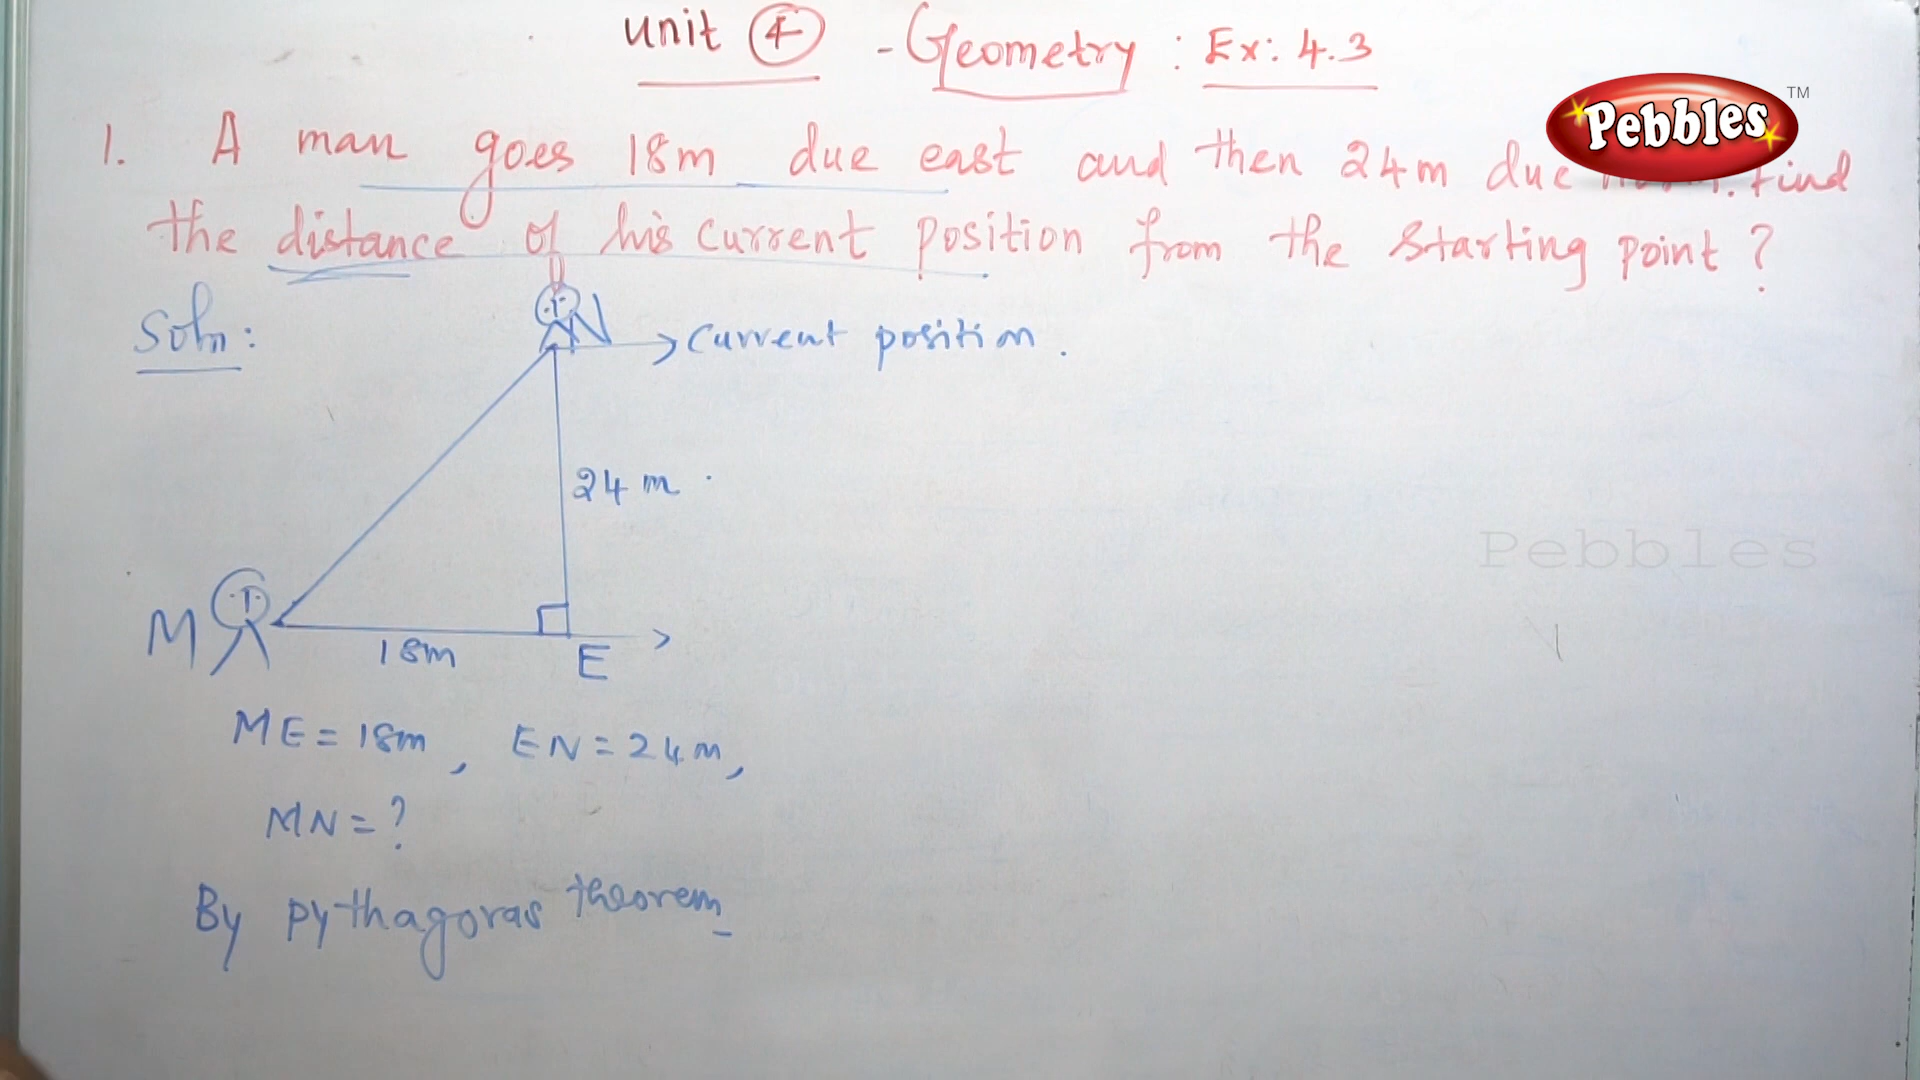 unit 4 - Geometry : Ex: 4.3
Pebbles TM
1. A man goes 18m due east and then 24m due find
the distance of his current position from the starting point ?
Soln:
N → Current position.
24 m
Pebbles
M
18m
E
ME = 18m, EN = 24m,
MN = ?
By pythagoras theorem